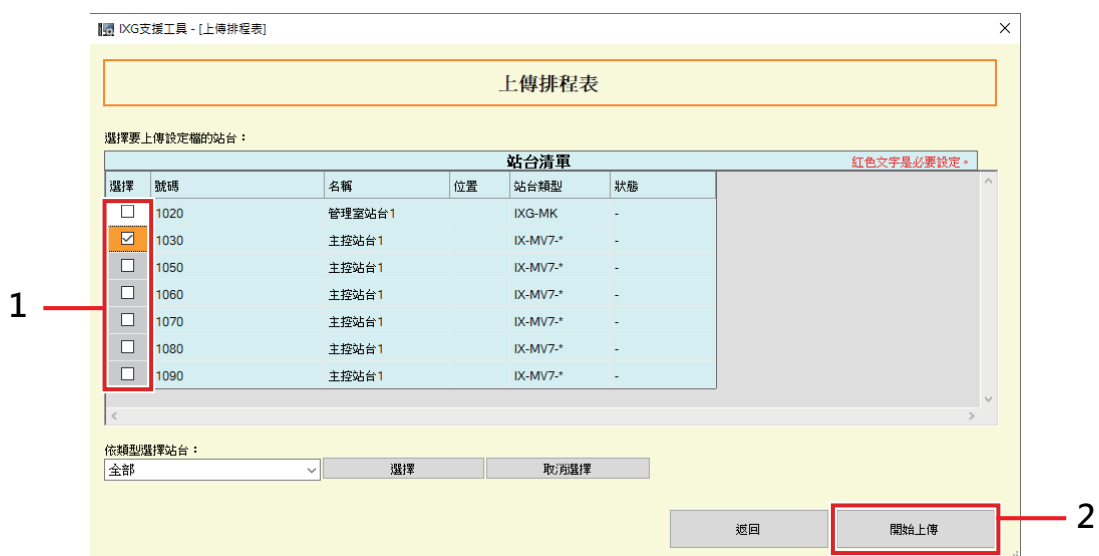 IXG支援工具 - [上傳排程表]
上傳排程表
選擇要上傳設定檔的站台：
站台清單 紅色文字是必要設定。
選擇 號碼 名稱 位置 站台類型 狀態
1020 管理室站台1 IXG-MK -
1030 主控站台1 IX-MV7-* -
1050 主控站台1 IX-MV7-* -
1060 主控站台1 IX-MV7-* -
1070 主控站台1 IX-MV7-* -
1080 主控站台1 IX-MV7-* -
1090 主控站台1 IX-MV7-* -
1
依類型選擇站台：
全部 選擇 取消選擇
返回 開始上傳
2